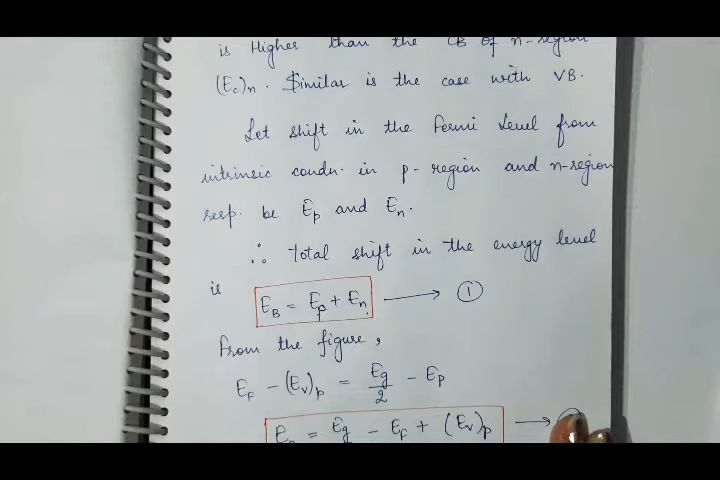 is Higher than the CB of n-region
(Ec)n. Similar is the case with VB.
Let shift in the Fermi Level from
intrinsic condn. in p-region and n-region
resp. be Ep and En.
∴ Total shift in the energy level
is EB = Ep + En. → ①
From the figure,
EF - (Ev)p = Eg/2 - Ep
= Eg - EF + (Ev)p →